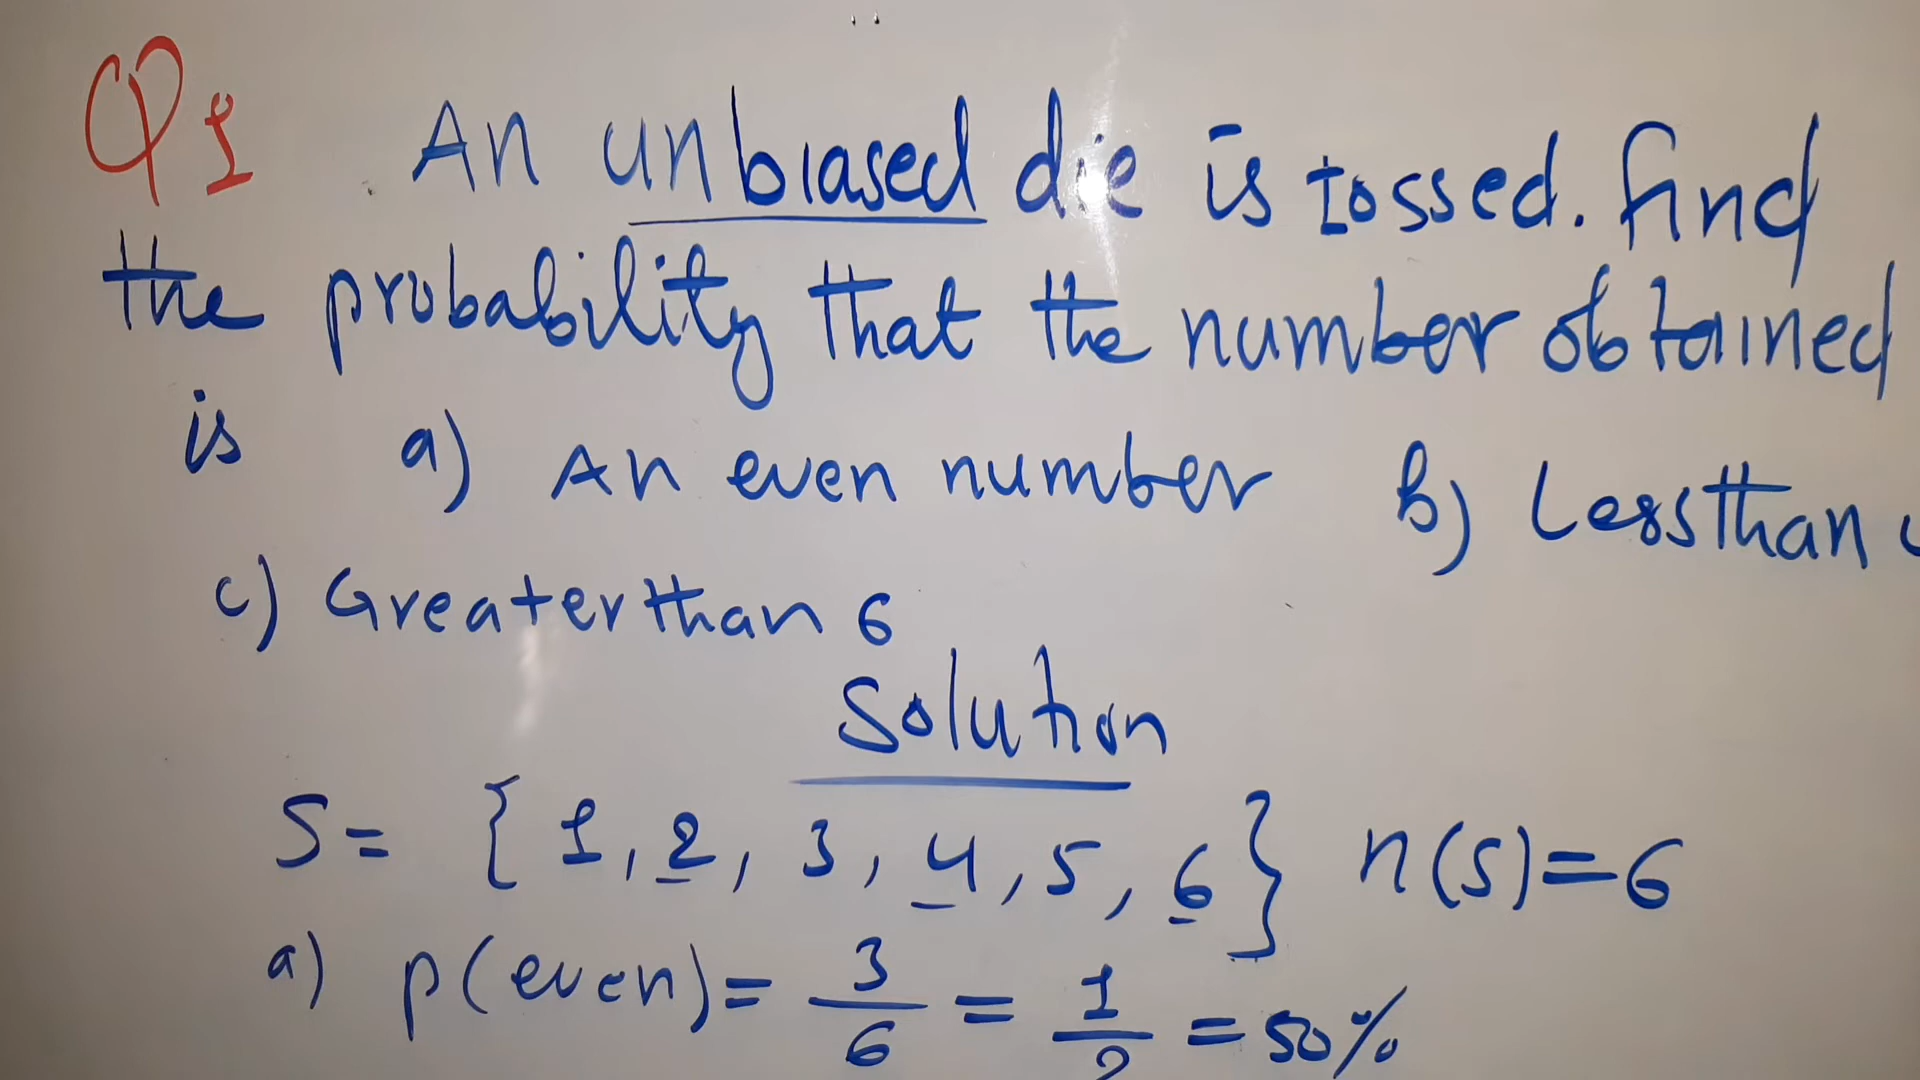 Q1 An unbiased die is tossed. find
the probability that the number obtained
is a) An even number b) Less than
c) Greater than 6
Solution
S= { 1, 2, 3, 4, 5, 6} n(s)=6
a) p(even)= 3/6 = 1/2 = 50%